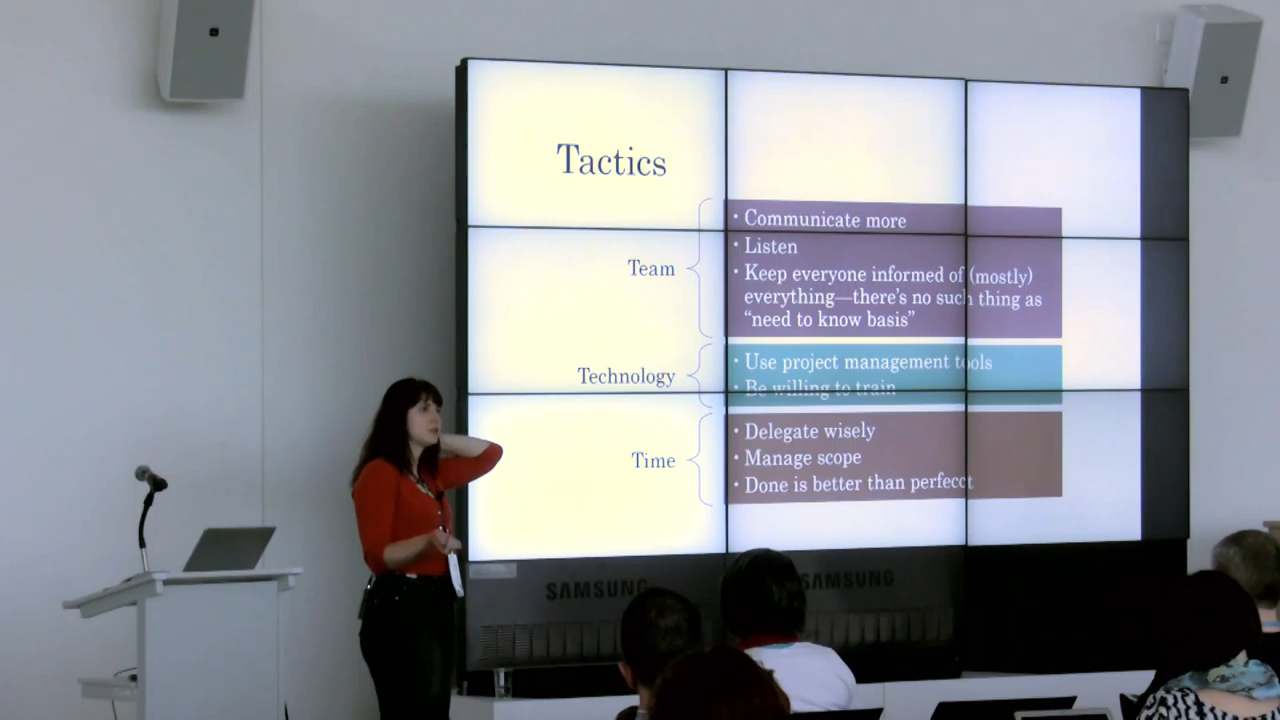 Tactics
Team
• Communicate more
• Listen
• Keep everyone informed of (mostly)
everything—there's no such thing as
“need to know basis”
Technology
• Use project management tools
• Be willing to train
Time
• Delegate wisely
• Manage scope
• Done is better than perfecct
SAMSUNG
SAMSUNG